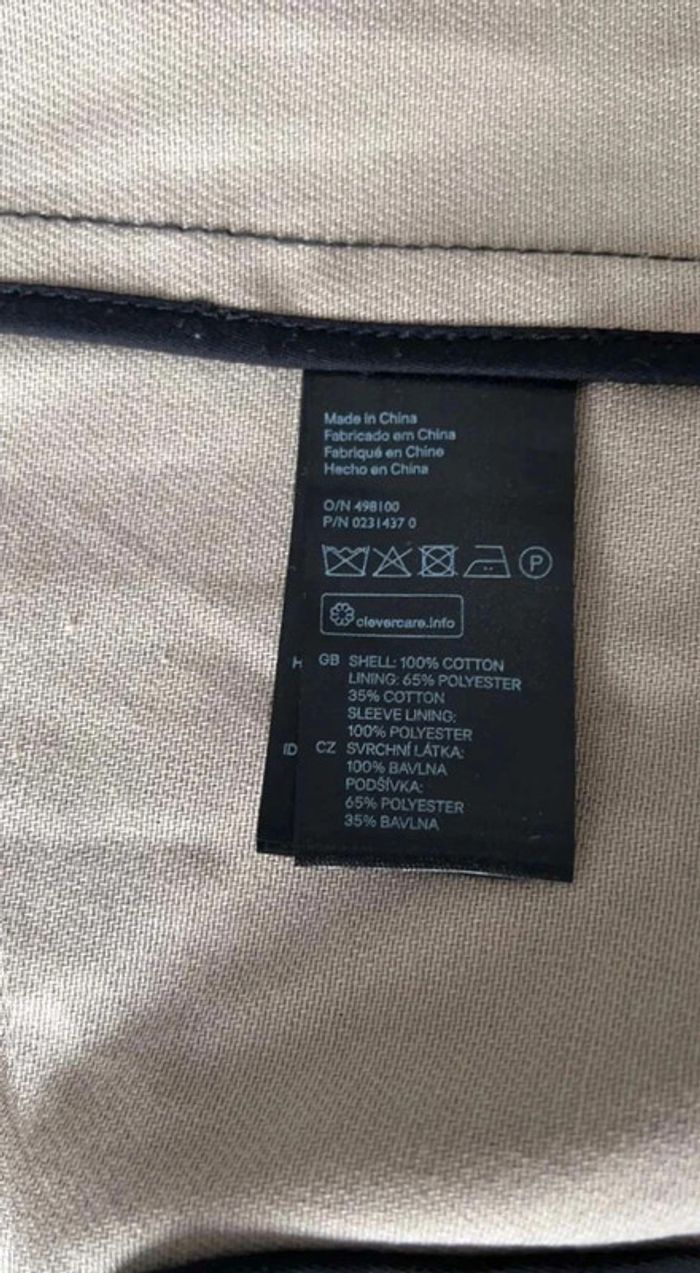 Made in China
Fabricado em China
Fabriqué en Chine
Hecho en China
O/N 498100
P/N 0231437 0
P
clevercare.info
H
GB SHELL: 100% COTTON
LINING: 65% POLYESTER
35% COTTON
SLEEVE LINING:
100% POLYESTER
ID
CZ SVRCHNÍ LÁTKA:
100% BAVLNA
PODŠÍVKA:
65% POLYESTER
35% BAVLNA